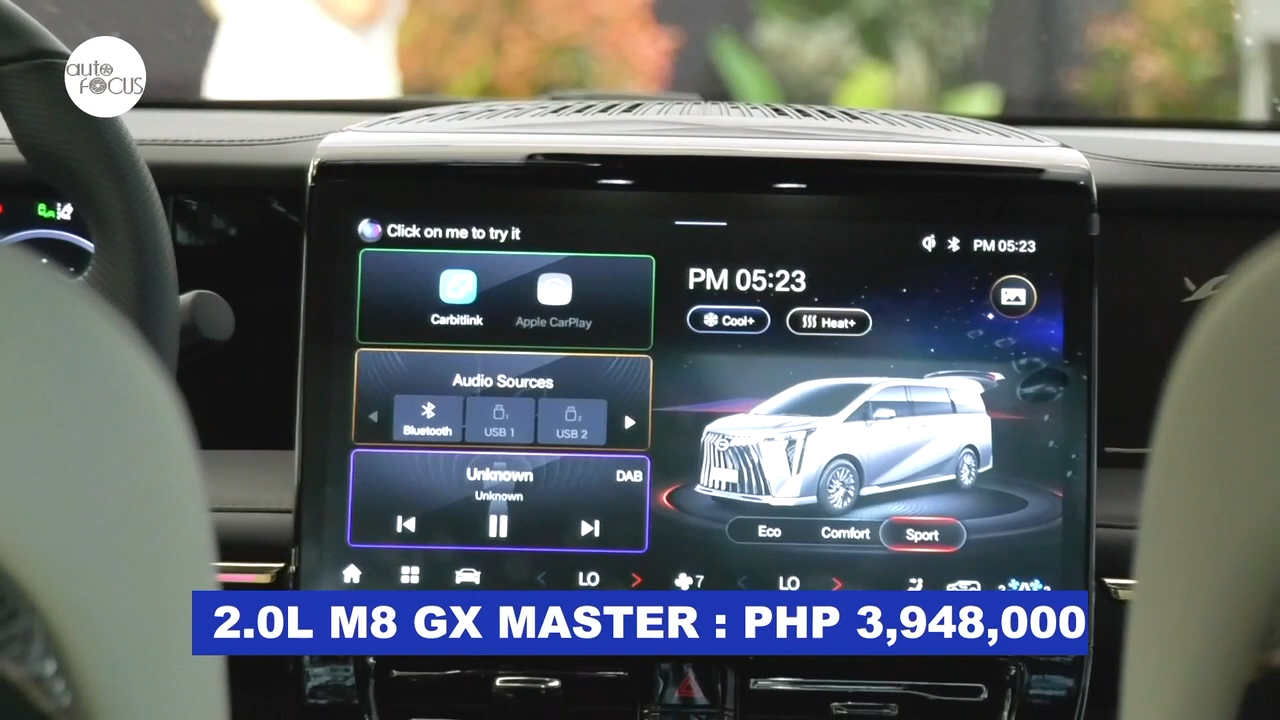 auto
FOCUS
Click on me to try it
PM 05:23
Carbitlink
Apple CarPlay
PM 05:23
Cool+
Heat+
Audio Sources
Bluetooth
USB 1
USB 2
Unknown
DAB
Unknown
Eco
Comfort
Sport
LO
7
LO
2.0L M8 GX MASTER : PHP 3,948,000